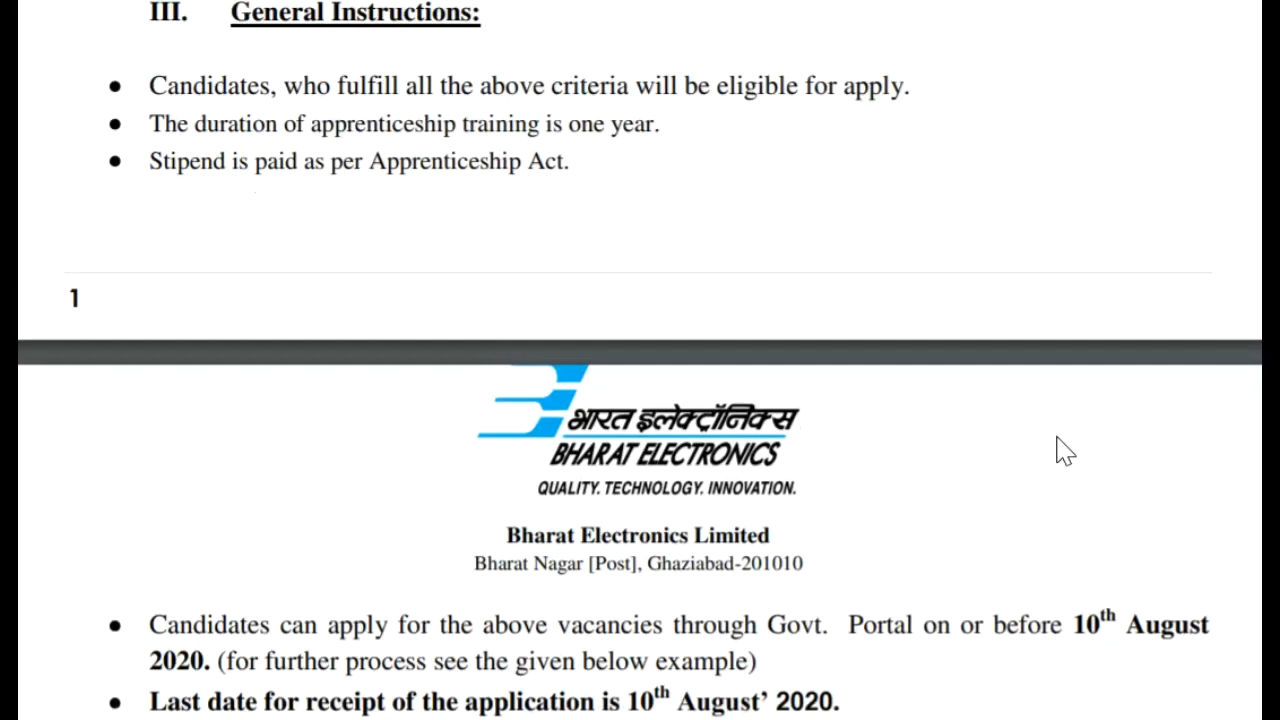 III. General Instructions:
● Candidates, who fulfill all the above criteria will be eligible for apply.
● The duration of apprenticeship training is one year.
● Stipend is paid as per Apprenticeship Act.
1
भारत इलेक्ट्रॉनिक्स
BHARAT ELECTRONICS
QUALITY. TECHNOLOGY. INNOVATION.
Bharat Electronics Limited
Bharat Nagar [Post], Ghaziabad-201010
● Candidates can apply for the above vacancies through Govt. Portal on or before 10th August
2020. (for further process see the given below example)
● Last date for receipt of the application is 10th August’ 2020.